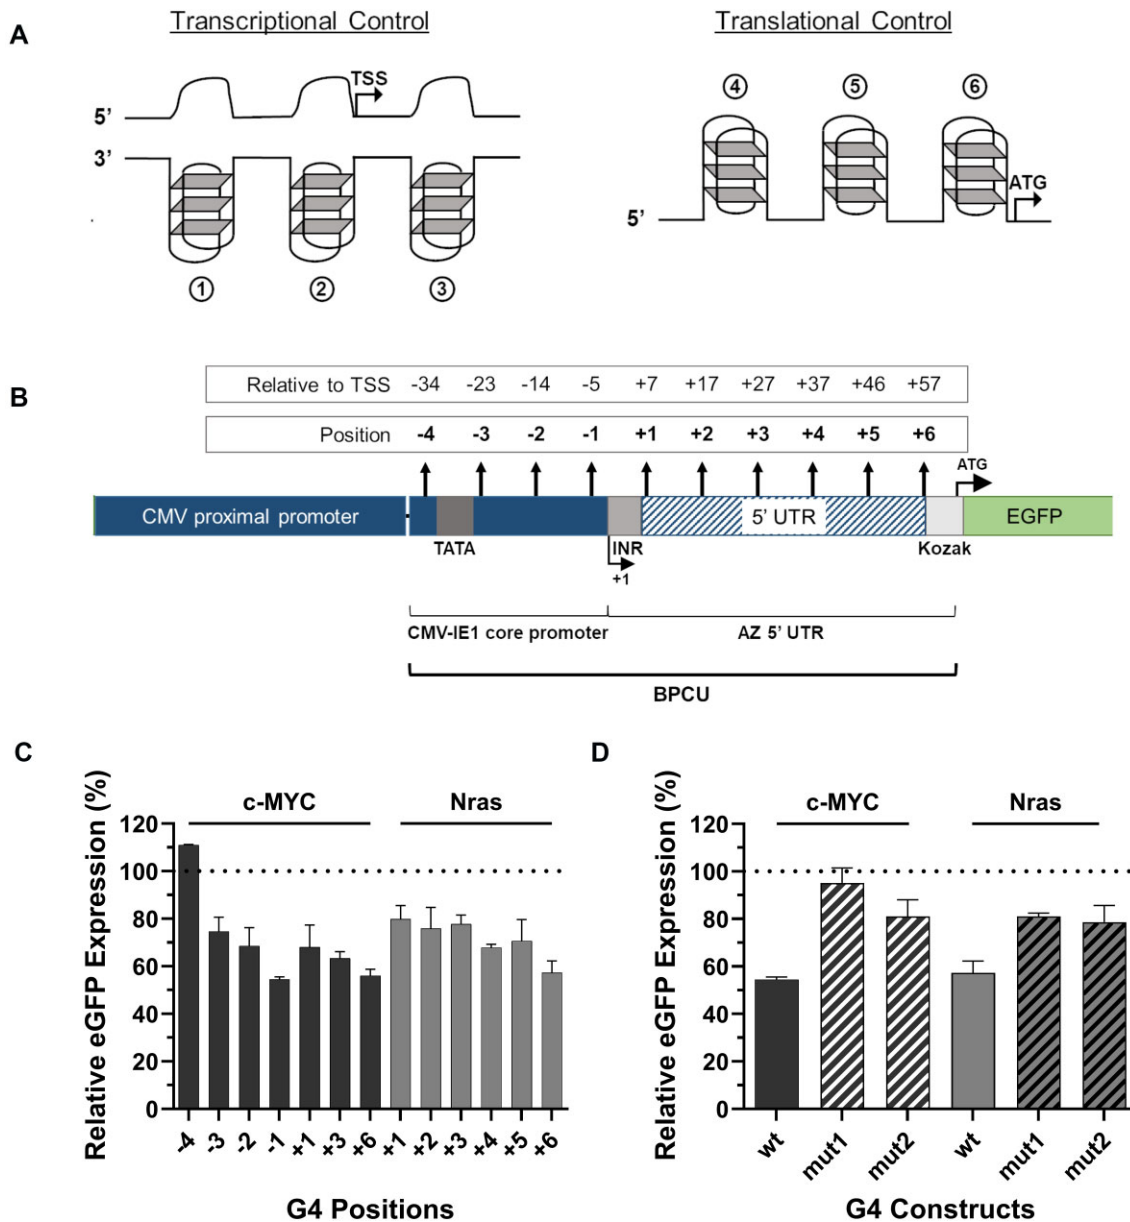 A
Transcriptional Control
Translational Control
TSS
5’
3’
1
2
3
4
5
6
5’
ATG
B
Relative to TSS -34 -23 -14 -5 +7 +17 +27 +37 +46 +57
Position -4 -3 -2 -1 +1 +2 +3 +4 +5 +6
ATG
CMV proximal promoter
5’ UTR
EGFP
TATA
INR
Kozak
+1
CMV-IE1 core promoter
AZ 5’ UTR
BPCU
C
c-MYC
Nras
Relative eGFP Expression (%)
120
100
80
60
40
20
0
-4 -3 -2 -1 +1 +3 +6 +1 +2 +3 +4 +5 +6
G4 Positions
D
c-MYC
Nras
Relative eGFP Expression (%)
120
100
80
60
40
20
0
wt mut1 mut2 wt mut1 mut2
G4 Constructs